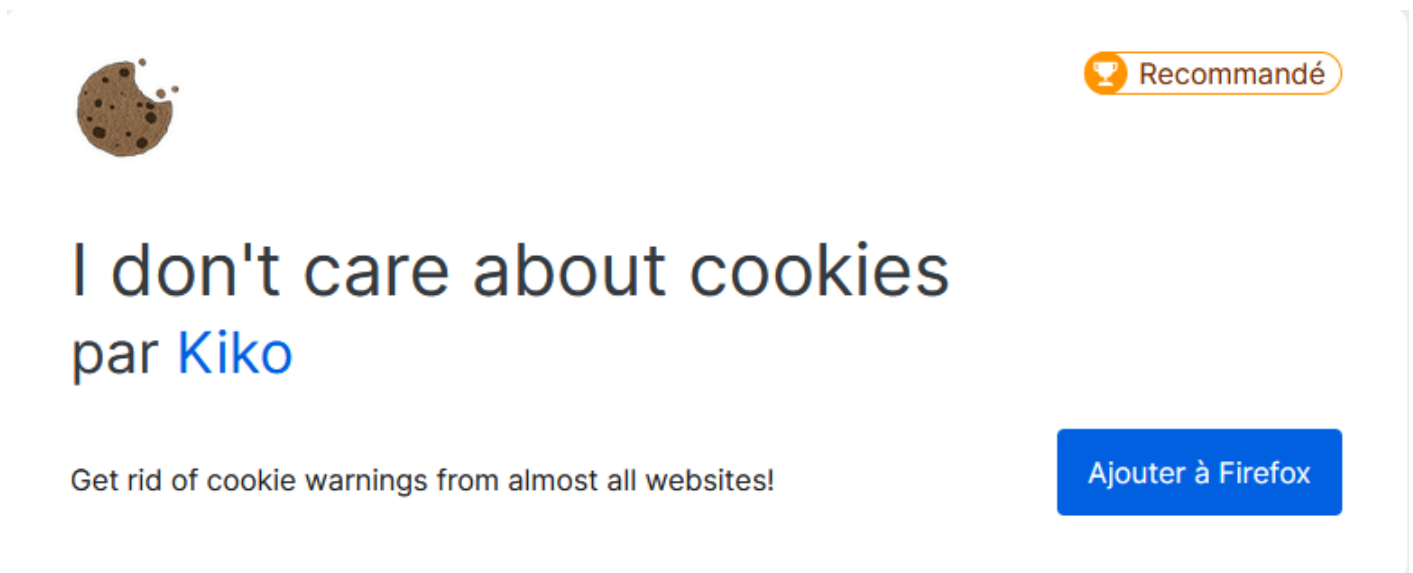 Recommandé
I don't care about cookies
par Kiko
Get rid of cookie warnings from almost all websites!
Ajouter à Firefox